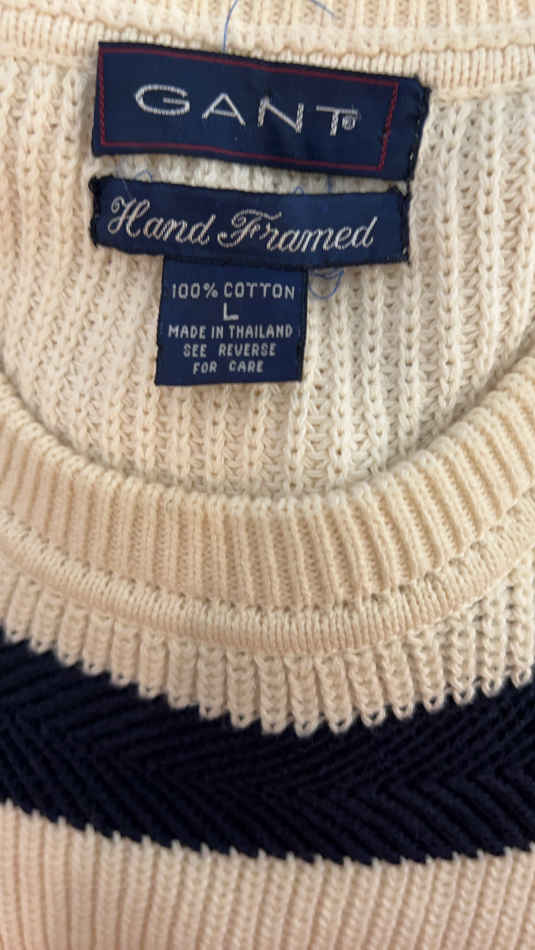 GANT®
Hand Framed
100% COTTON
L
MADE IN THAILAND
SEE REVERSE
FOR CARE